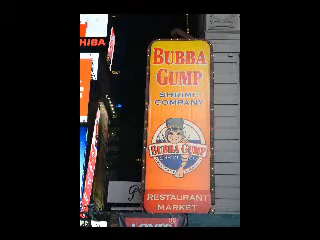 HIBA
BUBBA
GUMP
SHRIMP
COMPANY
BUBBA GUMP
RESTAURANT
MARKET